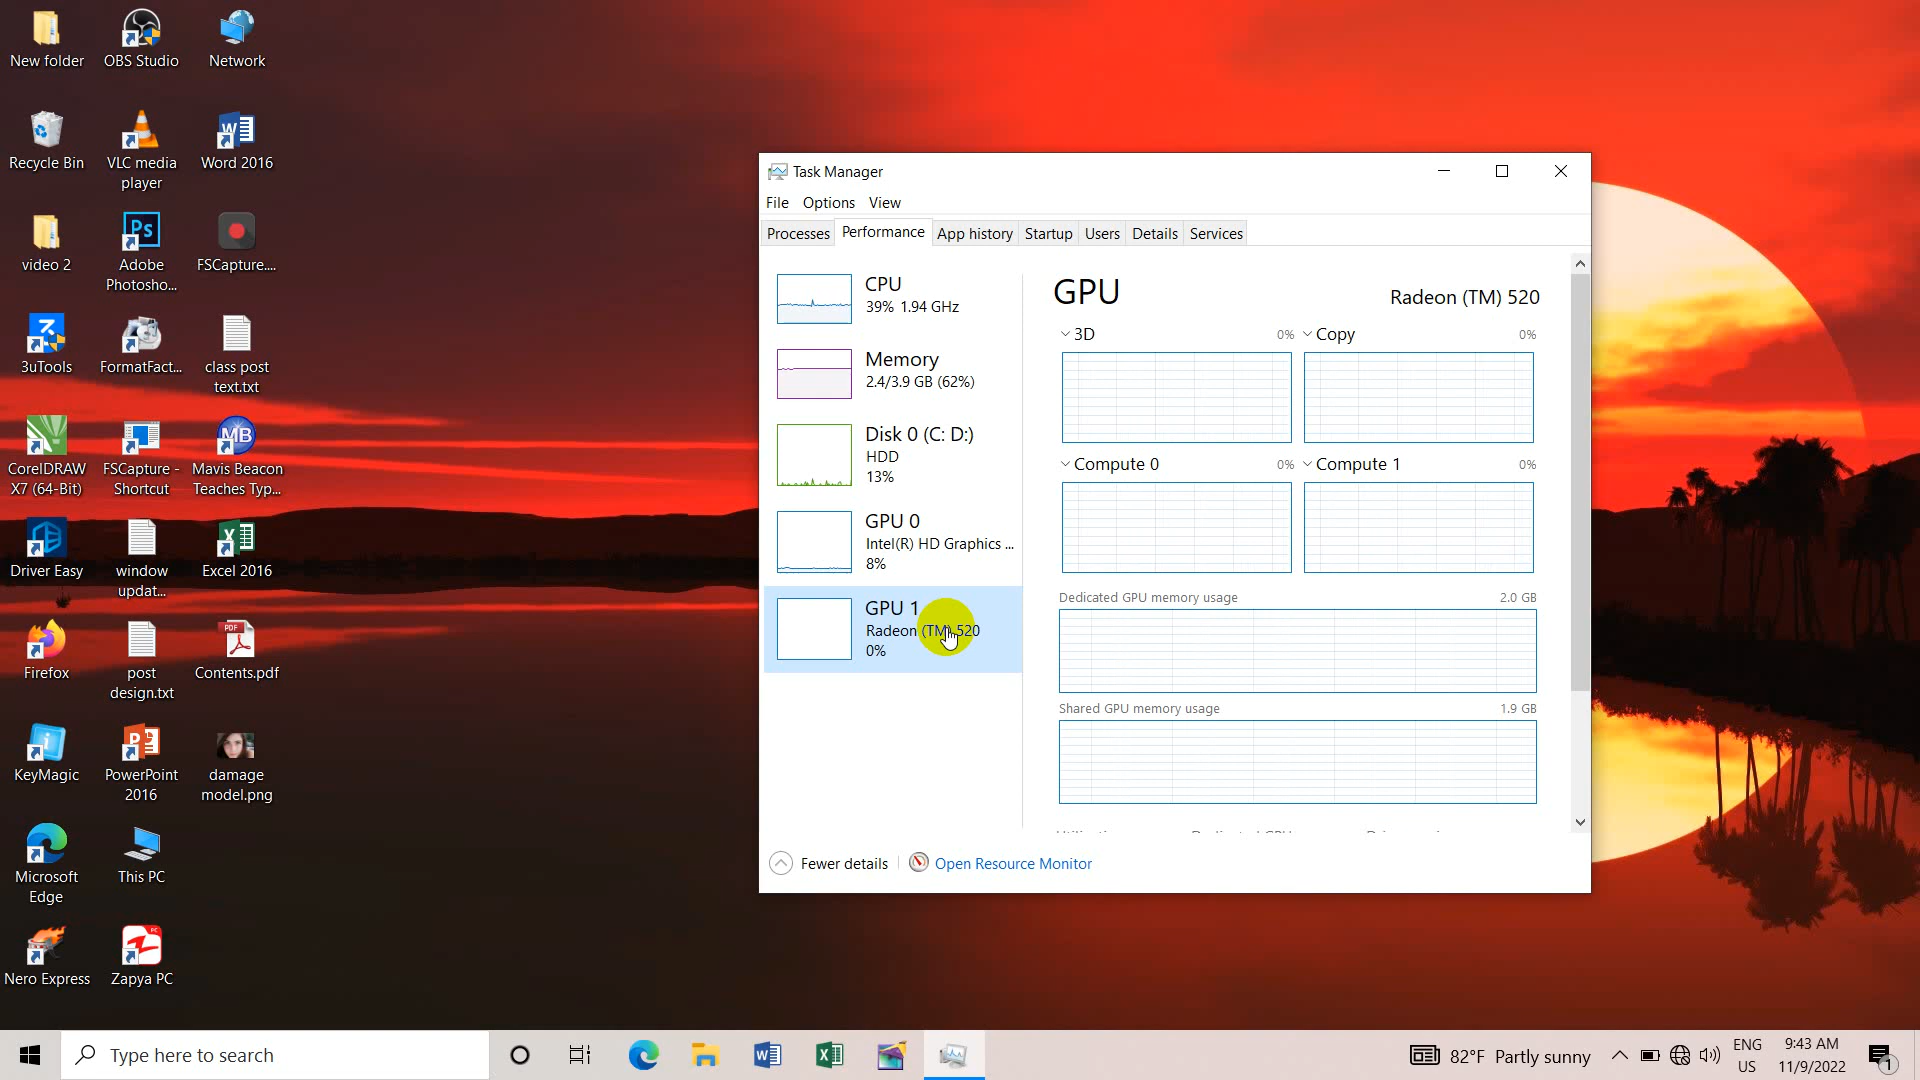 New folder
OBS Studio
Network
Recycle Bin
VLC media
player
Word 2016
video 2
Adobe
Photosho...
FSCapture....
3uTools
FormatFact...
class post
text.txt
CorelDRAW
X7 (64-Bit)
FSCapture -
Shortcut
Mavis Beacon
Teaches Typ...
Driver Easy
window
updat...
Excel 2016
Firefox
post
design.txt
Contents.pdf
KeyMagic
PowerPoint
2016
damage
model.png
Microsoft
Edge
This PC
Nero Express
Zapya PC
Task Manager
File Options View
Processes Performance App history Startup Users Details Services
CPU
39% 1.94 GHz
Memory
2.4/3.9 GB (62%)
Disk 0 (C: D:)
HDD
13%
GPU 0
Intel(R) HD Graphics ...
8%
GPU 1
Radeon (TM) 520
0%
GPU
Radeon (TM) 520
3D 0%
Copy 0%
Compute 0 0%
Compute 1 0%
Dedicated GPU memory usage 2.0 GB
Shared GPU memory usage 1.9 GB
Fewer details
Open Resource Monitor
Type here to search
82°F Partly sunny
ENG
US
9:43 AM
11/9/2022
1